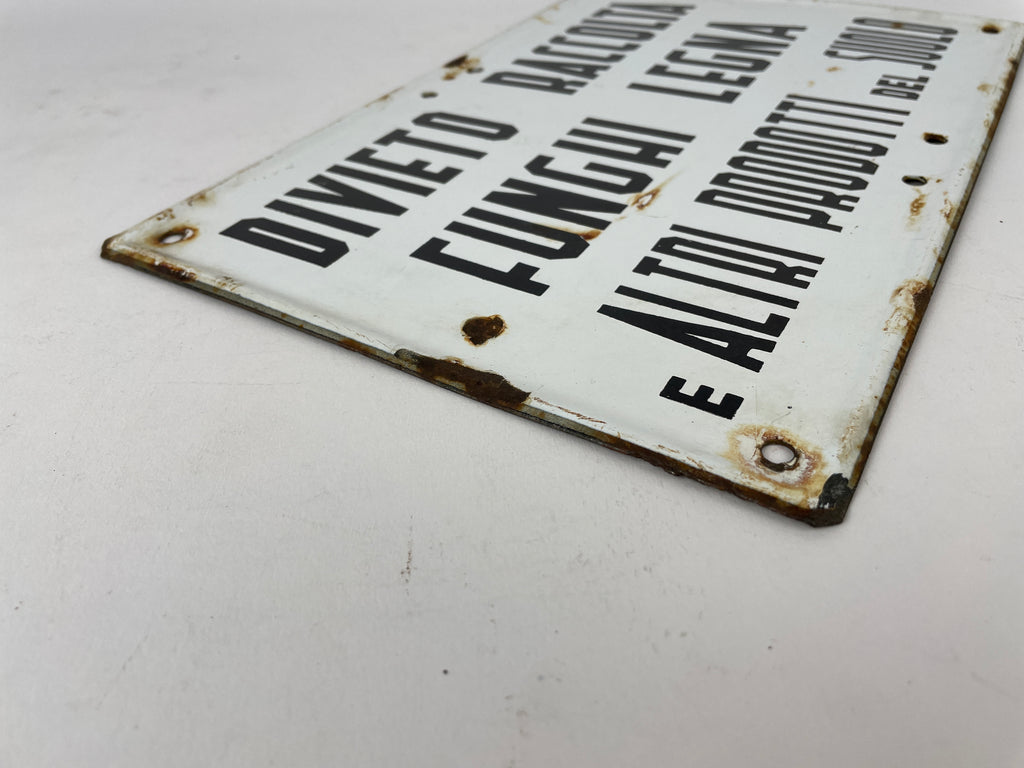 DIVIETO RACCOLTA
FUNGHI LEGNA
E ALTRI PRODOTTI DEL SUOLO